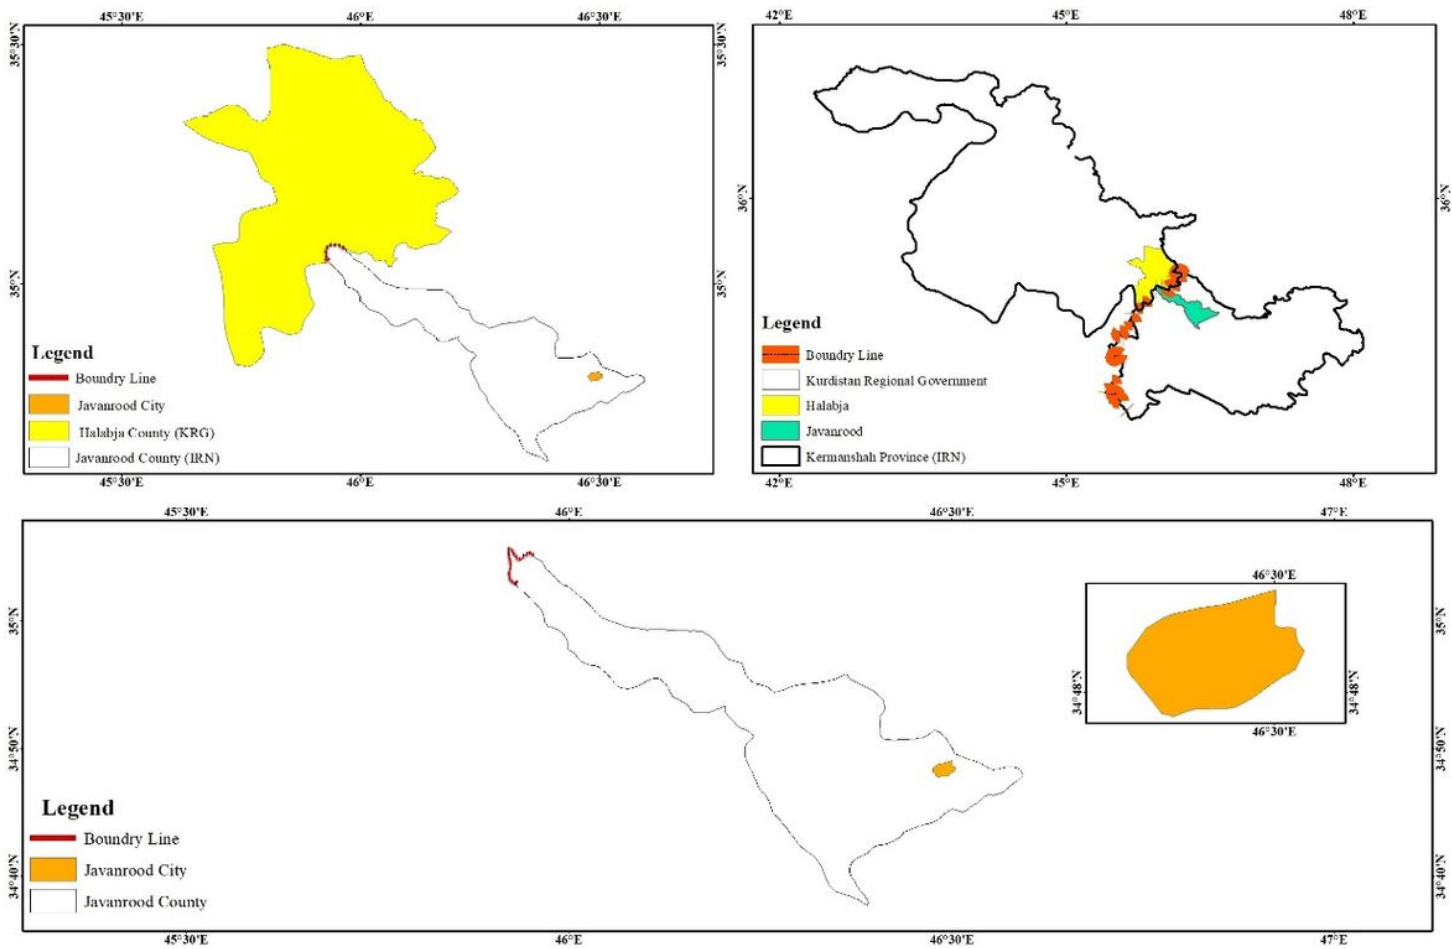 45°30'E 46°0' 46°30'E
35°30'N 35°30'N
35°N 35°N
Legend
Boundry Line
Javanrood City
Halabja County (KRG)
Javanrood County (IRN)
45°30'E 46°0'E 46°30'E
42°E 45°E 48°E
36°N 36°N
Legend
Boundry Line
Kurdistan Regional Government
Halabja
Javanrood
Kermanshah Province (IRN)
42°E 45°E 48°E
45°30'E 46°E 46°30'E 47°E
35°N 35°N
34°50'N 34°50'N
34°40'N 34°40'N
46°30'E
34°48'N 34°48'N
46°30'E
Legend
Boundry Line
Javanrood City
Javanrood County
45°30'E 46°E 46°30'E 47°E